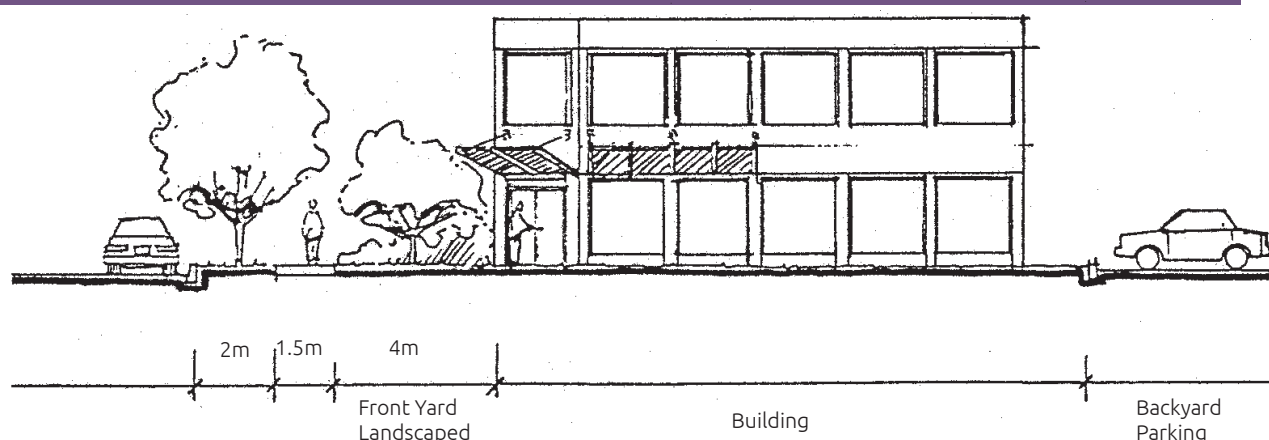 2m
1.5m
4m
Front Yard
Landscaped
Building
Backyard
Parking